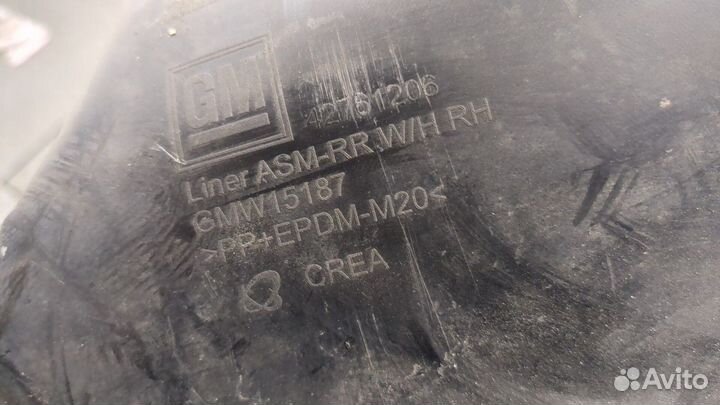 GM
42761206
Liner ASM-RR W/H RH
GMW15187
>PP+EPDM-M20<
CREA
Avito